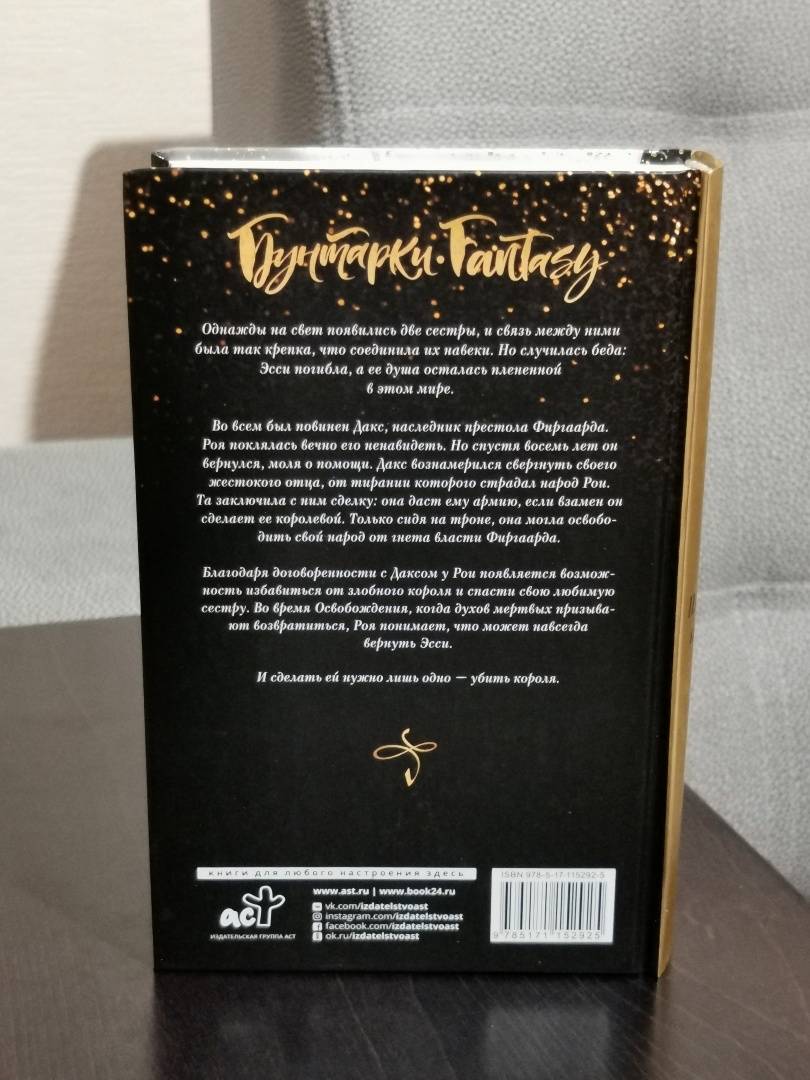 Бунтарки•Fantasy
Однажды на свет появились две сестры, и связь между ними
была так крепка, что соединила их навеки. Но случилась беда:
Эсси погибла, а ее душа осталась плененной
в этом мире.
Во всем был повинен Дакс, наследник престола Фиргаарда.
Роя поклялась вечно его ненавидеть. Но спустя восемь лет он
вернулся, моля о помощи. Дакс вознамерился свергнуть своего
жестокого отца, от тирании которого страдал народ Рои.
Та заключила с ним сделку: она даст ему армию, если взамен он
сделает ее королевой. Только сидя на троне, она могла освобо-
дить свой народ от гнета власти Фиргаарда.
Благодаря договоренности с Даксом у Рои появляется возмож-
ность избавиться от злобного короля и спасти свою любимую
сестру. Во время Освобождения, когда духов мертвых призыва-
ют возвратиться, Роя понимает, что может навсегда
вернуть Эсси.
И сделать ей нужно лишь одно — убить короля.
книги для любого настроения здесь
аст
ИЗДАТЕЛЬСКАЯ ГРУППА АСТ
www.ast.ru | www.book24.ru
vk.com/izdatelstvoast
instagram.com/izdatelstvoast
facebook.com/izdatelstvoast
ok.ru/izdatelstvoast
ISBN 978-5-17-115292-5
9 785171 152925